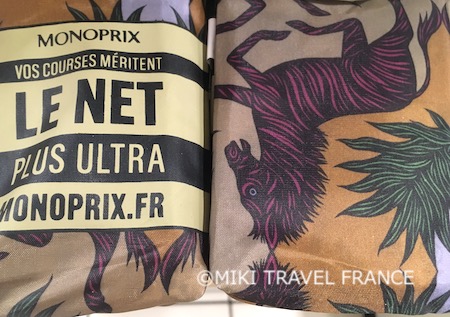 MONOPRIX
VOS COURSES MÉRITENT
LE NET
PLUS ULTRA
MONOPRIX.FR
©MIKI TRAVEL FRANCE